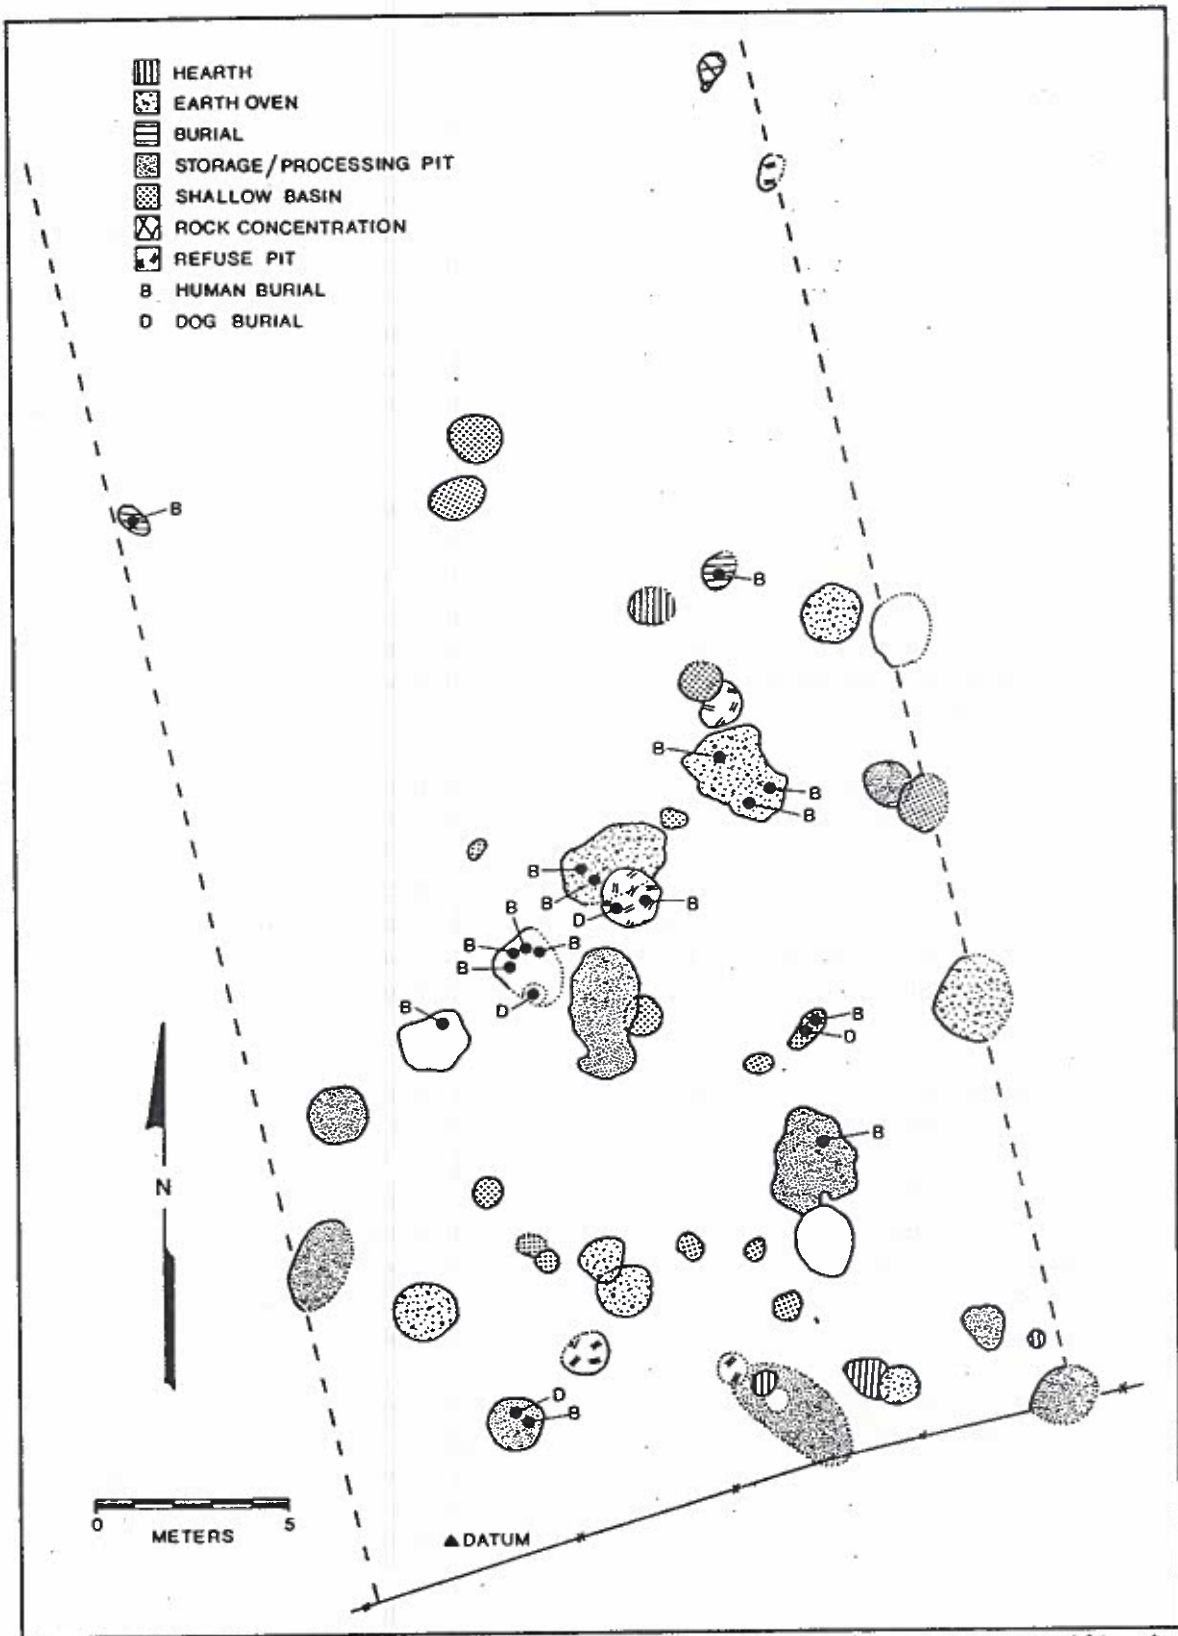 HEARTH
EARTH OVEN
BURIAL
STORAGE/PROCESSING PIT
SHALLOW BASIN
ROCK CONCENTRATION
REFUSE PIT
B HUMAN BURIAL
D DOG BURIAL
B
B
B
B
B
B
B
B
D
B
B
B
B
D
B
B
D
B
N
D
B
0 5
METERS
DATUM